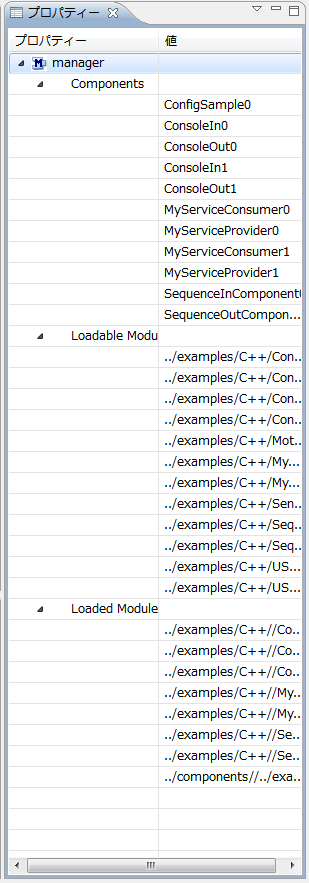 プロパティー
プロパティー 値
manager
Components
ConfigSample0
ConsoleIn0
ConsoleOut0
ConsoleIn1
ConsoleOut1
MyServiceConsumer0
MyServiceProvider0
MyServiceConsumer1
MyServiceProvider1
SequenceInComponent
SequenceOutCompon...
Loadable Modu
../examples/C++/Con...
../examples/C++/Con...
../examples/C++/Con...
../examples/C++/Con...
../examples/C++/Mot...
../examples/C++/My...
../examples/C++/My...
../examples/C++/Sen...
../examples/C++/Seq...
../examples/C++/Seq...
../examples/C++/US...
../examples/C++/US...
Loaded Module
../examples/C++//Co...
../examples/C++//Co...
../examples/C++//Co...
../examples/C++//My...
../examples/C++//My...
../examples/C++//Se...
../examples/C++//Se...
../components//../exa...